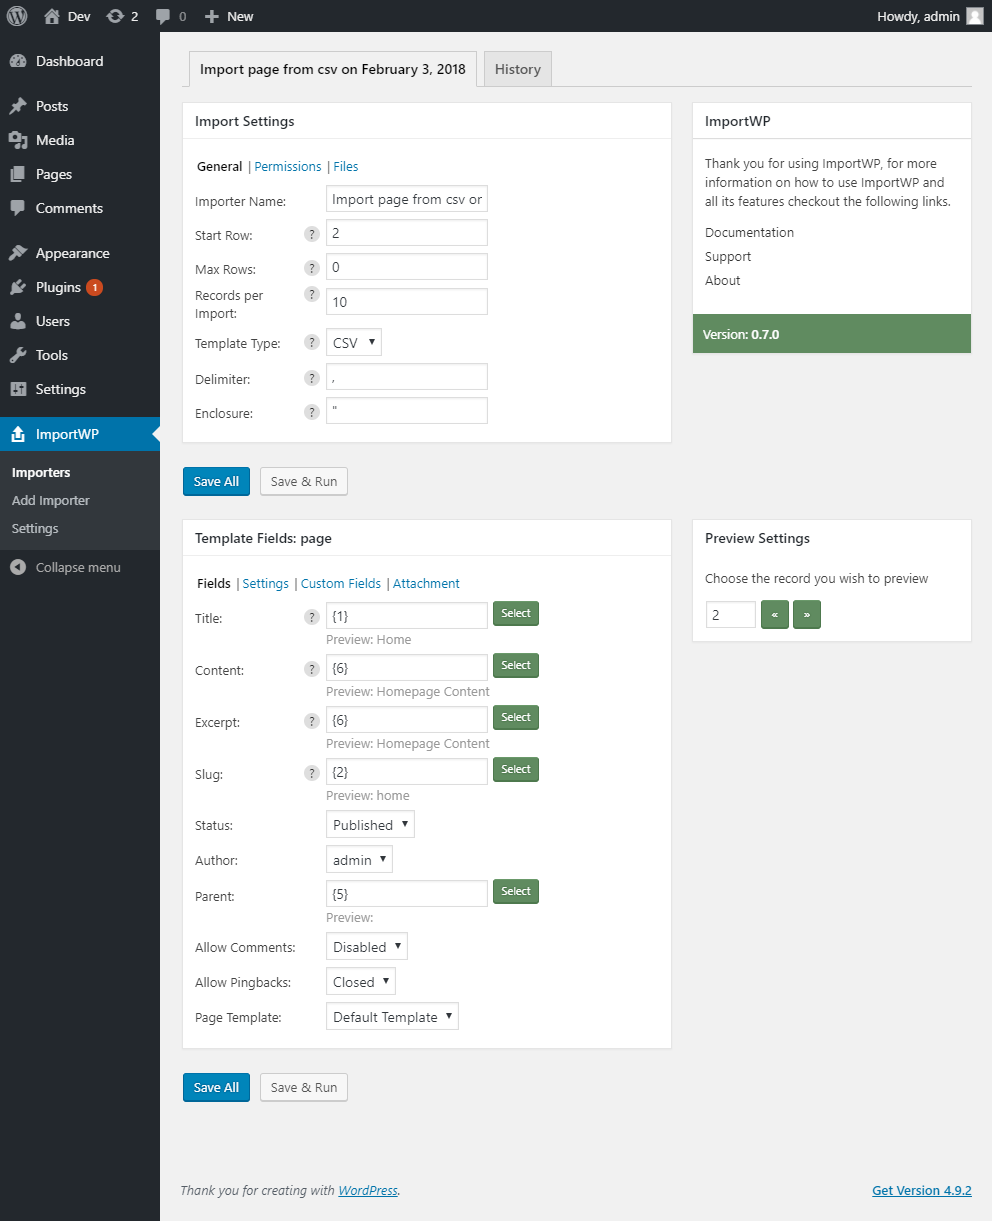 Dev 2 0 New Howdy, admin
Dashboard
Posts
Media
Pages
Comments
Appearance
Plugins 1
Users
Tools
Settings
ImportWP
Importers
Add Importer
Settings
Collapse menu
Import page from csv on February 3, 2018 History
Import Settings
General | Permissions | Files
Importer Name: Import page from csv or
Start Row: ? 2
Max Rows: ? 0
Records per
Import: ? 10
Template Type: ? CSV
Delimiter: ? ,
Enclosure: ? "
Save All Save & Run
ImportWP
Thank you for using ImportWP, for more
information on how to use ImportWP and
all its features checkout the following links.
Documentation
Support
About
Version: 0.7.0
Template Fields: page
Fields | Settings | Custom Fields | Attachment
Title: ? {1} Select
Preview: Home
Content: ? {6} Select
Preview: Homepage Content
Excerpt: ? {6} Select
Preview: Homepage Content
Slug: ? {2} Select
Preview: home
Status: Published
Author: admin
Parent: {5} Select
Preview:
Allow Comments: Disabled
Allow Pingbacks: Closed
Page Template: Default Template
Save All Save & Run
Preview Settings
Choose the record you wish to preview
2 « »
Thank you for creating with WordPress.
Get Version 4.9.2